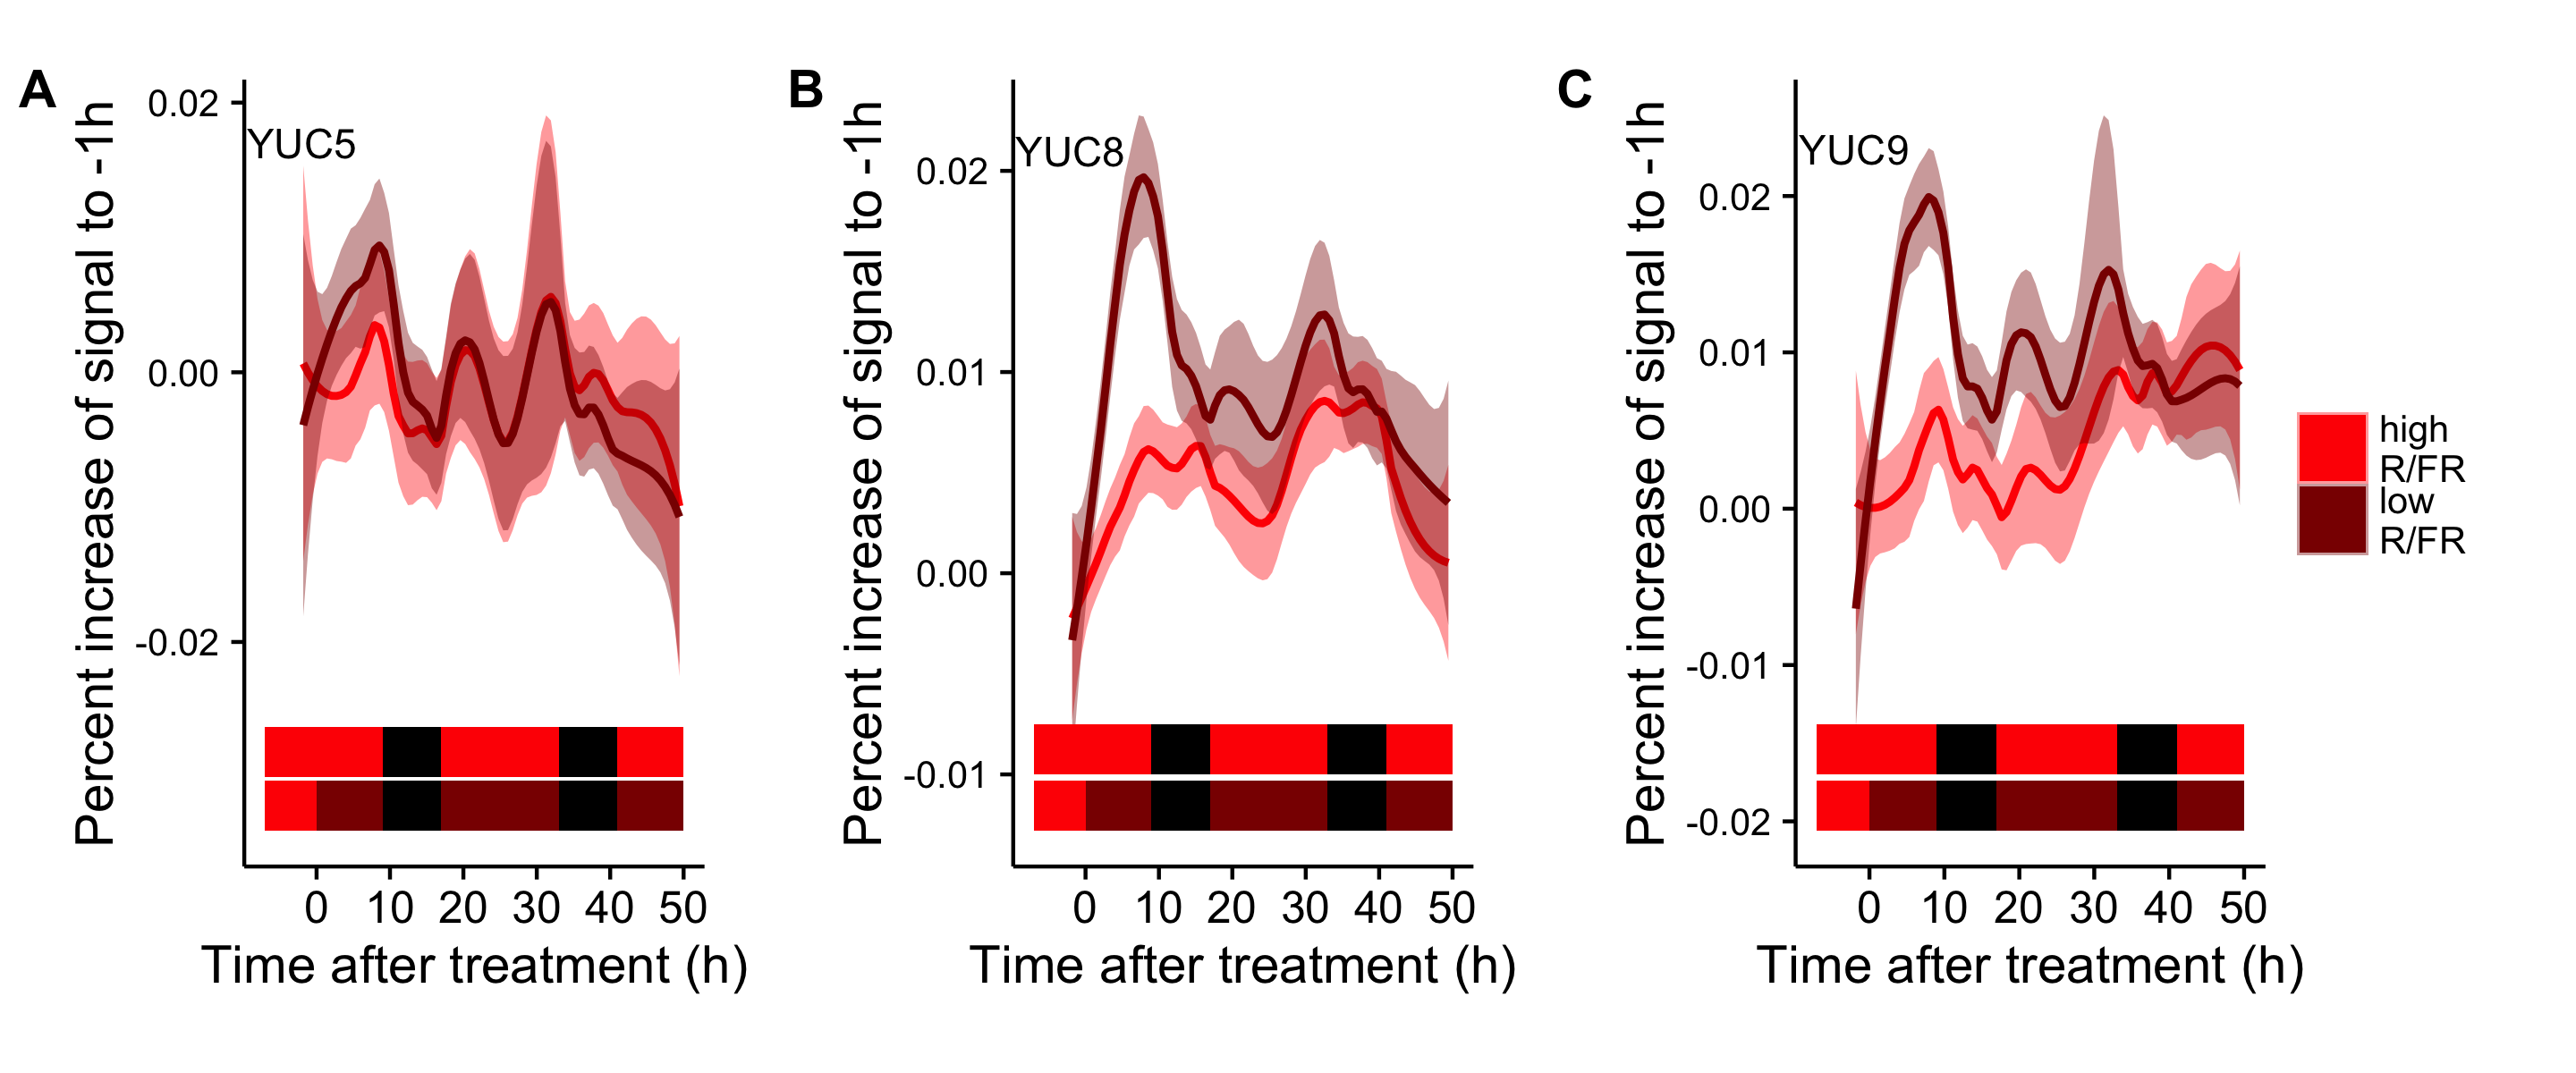 A
Percent increase of signal to -1h
YUC5
0.02
0.00
-0.02
0 10 20 30 40 50
Time after treatment (h)
B
Percent increase of signal to -1h
YUC8
0.02
0.01
0.00
-0.01
0 10 20 30 40 50
Time after treatment (h)
C
Percent increase of signal to -1h
YUC9
0.02
0.01
0.00
-0.01
-0.02
0 10 20 30 40 50
Time after treatment (h)
high
R/FR
low
R/FR